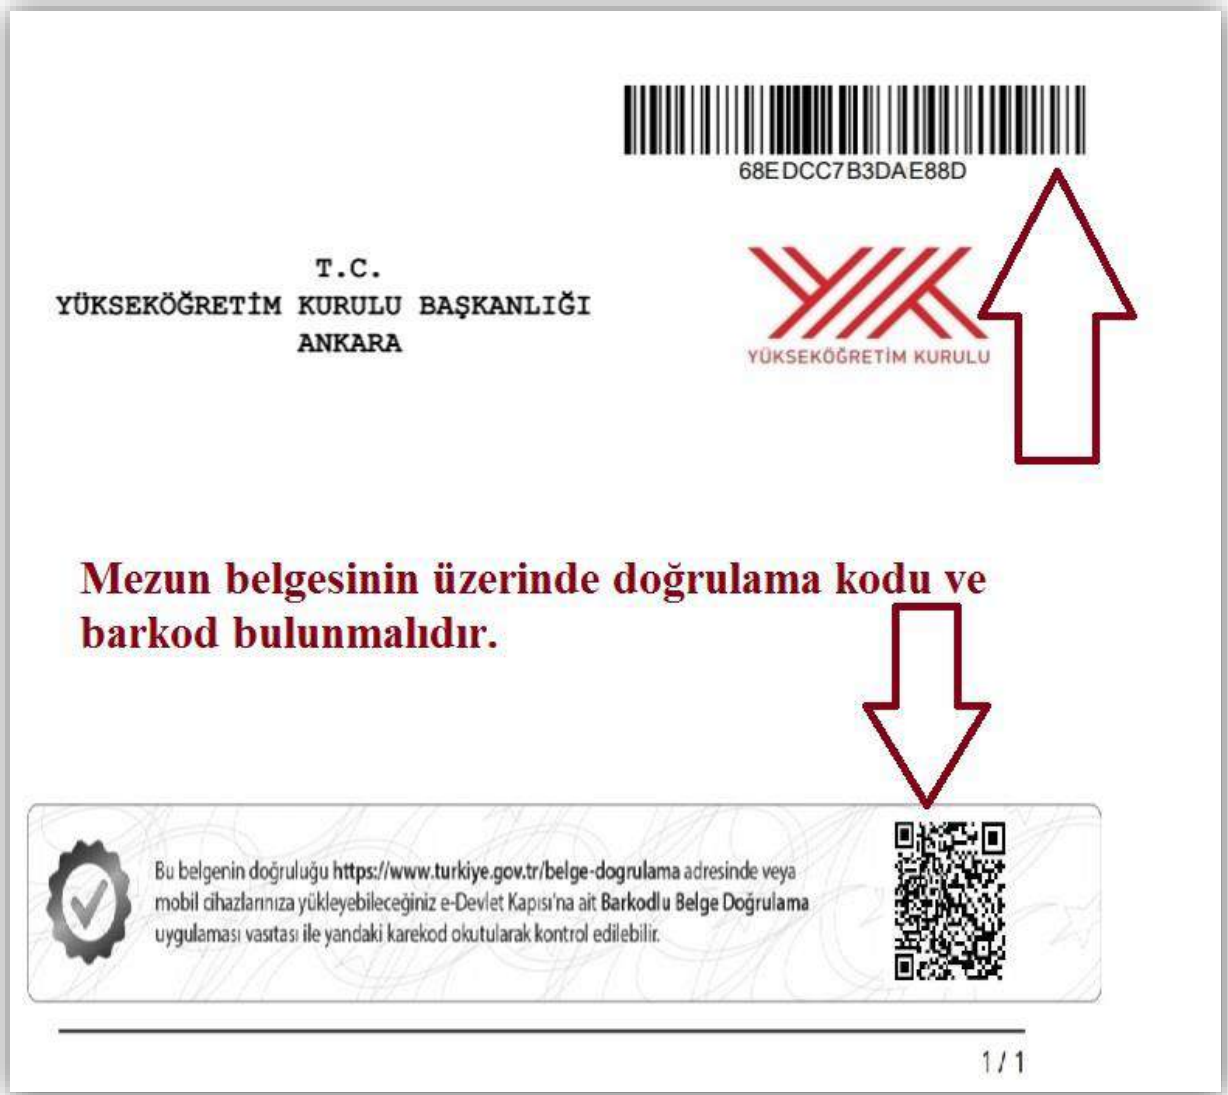 68EDCC7B3DAE88D
T.C.
YÜKSEKÖĞRETİM KURULU BAŞKANLIĞI
ANKARA
YÜKSEKÖĞRETİM KURULU
Mezun belgesinin üzerinde doğrulama kodu ve
barkod bulunmalıdır.
Bu belgenin doğruluğu https://www.turkiye.gov.tr/belge-dogrulama adresinde veya
mobil cihazlarınıza yükleyebileceğiniz e-Devlet Kapısı'na ait Barkodlu Belge Doğrulama
uygulaması vasıtası ile yandaki karekod okutularak kontrol edilebilir.
1 / 1